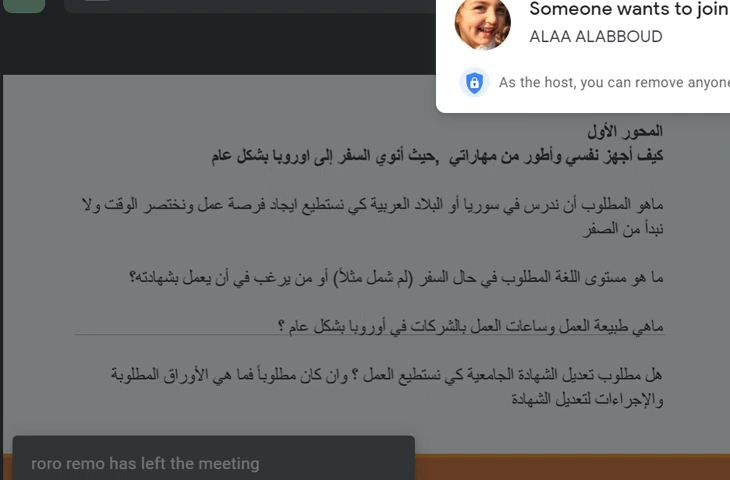 Someone wants to join
ALAA ALABBOUD
As the host, you can remove anyone
المحور الأول
كيف أجهز نفسي وأطور من مهاراتي ,حيث أنوي السفر إلى اوروبا بشكل عام
ماهو المطلوب أن ندرس في سوريا أو البلاد العربية كي نستطيع ايجاد فرصة عمل ونختصر الوقت ولا
نبدأ من الصفر
ما هو مستوى اللغة المطلوب في حال السفر (لم شمل مثلاً) أو من يرغب في أن يعمل بشهادته؟
ماهي طبيعة العمل وساعات العمل بالشركات في أوروبا بشكل عام ؟
هل مطلوب تعديل الشهادة الجامعية كي نستطيع العمل ؟ وان كان مطلوباً فما هي الأوراق المطلوبة
والإجراءات لتعديل الشهادة
roro remo has left the meeting